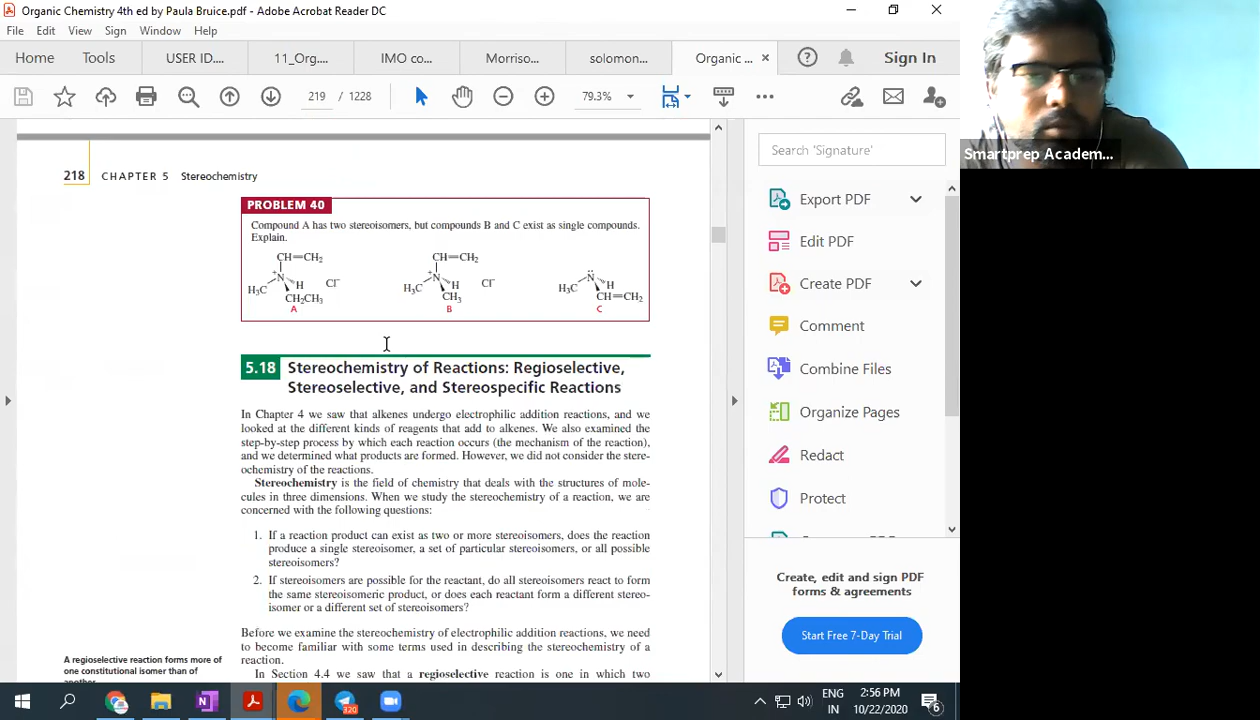 Organic Chemistry 4th ed by Paula Bruice.pdf - Adobe Acrobat Reader DC
File Edit View Sign Window Help
Home Tools USER ID.... 11_Org.... IMO co... Morriso... solomon... Organic ... × Sign In
219 / 1228 79.3%
218 CHAPTER 5 Stereochemistry
PROBLEM 40
Compound A has two stereoisomers, but compounds B and C exist as single compounds.
Explain.
CH=CH₂ CH=CH₂
+N H Cl⁻ +N H Cl⁻ N̈ H
H₃C H₃C H₃C
CH₂CH₃ CH₃ CH=CH₂
A B C
5.18 Stereochemistry of Reactions: Regioselective,
Stereoselective, and Stereospecific Reactions
In Chapter 4 we saw that alkenes undergo electrophilic addition reactions, and we
looked at the different kinds of reagents that add to alkenes. We also examined the
step-by-step process by which each reaction occurs (the mechanism of the reaction),
and we determined what products are formed. However, we did not consider the stere-
ochemistry of the reactions.
Stereochemistry is the field of chemistry that deals with the structures of mole-
cules in three dimensions. When we study the stereochemistry of a reaction, we are
concerned with the following questions:
1. If a reaction product can exist as two or more stereoisomers, does the reaction
produce a single stereoisomer, a set of particular stereoisomers, or all possible
stereoisomers?
2. If stereoisomers are possible for the reactant, do all stereoisomers react to form
the same stereoisomeric product, or does each reactant form a different stereo-
isomer or a different set of stereoisomers?
Before we examine the stereochemistry of electrophilic addition reactions, we need
to become familiar with some terms used in describing the stereochemistry of a
reaction.
In Section 4.4 we saw that a regioselective reaction is one in which two
A regioselective reaction forms more of
one constitutional isomer than of
another.
Search 'Signature'
Export PDF
Edit PDF
Create PDF
Comment
Combine Files
Organize Pages
Redact
Protect
Create, edit and sign PDF
forms & agreements
Start Free 7-Day Trial
Smartprep Academ...
320
ENG
IN
2:56 PM
10/22/2020
6